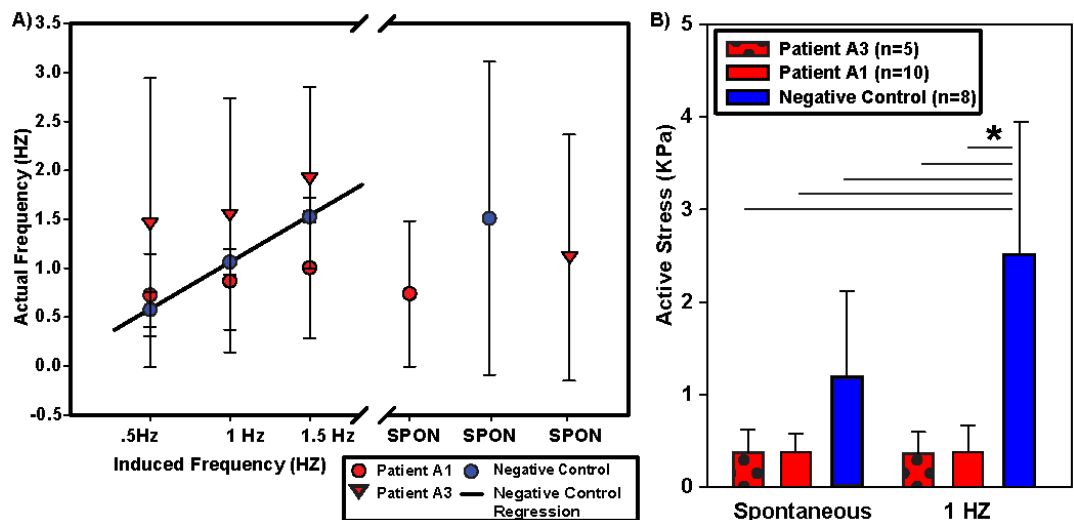 A)
Actual Frequency (HZ)
3.5
3.0
2.5
2.0
1.5
1.0
0.5
0.0
-0.5
.5Hz 1 Hz 1.5 Hz SPON SPON SPON
Induced Frequency (HZ)
Patient A1 Negative Control
Patient A3 Negative Control
Regression
B)
Active Stress (KPa)
5
4
3
2
1
0
Patient A3 (n=5)
Patient A1 (n=10)
Negative Control (n=8)
*
Spontaneous 1 HZ